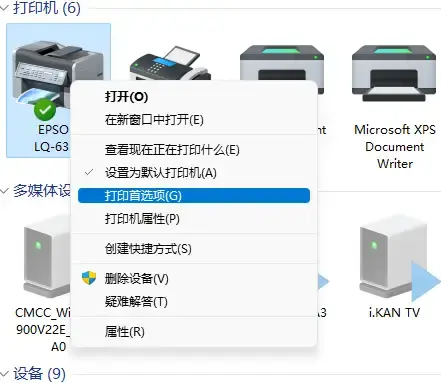 打印机 (6)
EPSO
LQ-63
Microsoft XPS
Document
Writer
打开(O)
在新窗口中打开(E)
查看现在正在打印什么(E)
设置为默认打印机(A)
打印首选项(G)
打印机属性(P)
创建快捷方式(S)
删除设备(V)
疑难解答(T)
属性(R)
多媒体设
CMCC_Wi
900V22E_
A0
A3
i.KAN TV
设备 (9)